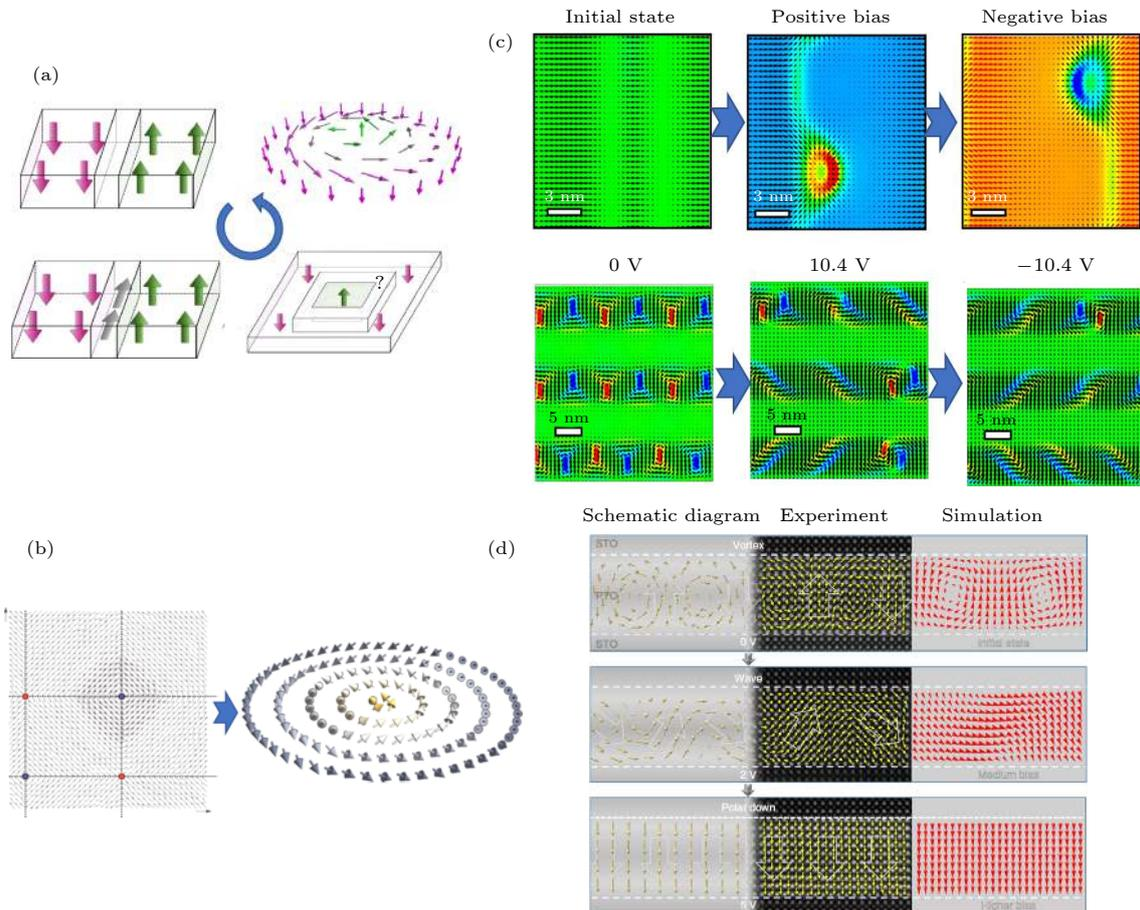 (a)
?
(b)
(c)
Initial state
Positive bias
Negative bias
3 nm
3 nm
3 nm
0 V
10.4 V
−10.4 V
5 nm
5 nm
5 nm
(d)
Schematic diagram
Experiment
Simulation
STO
Vortex
PTO
STO
0 V
Initial state
Wave
2 V
Medium bias
Polar down
5 V
Higher bias